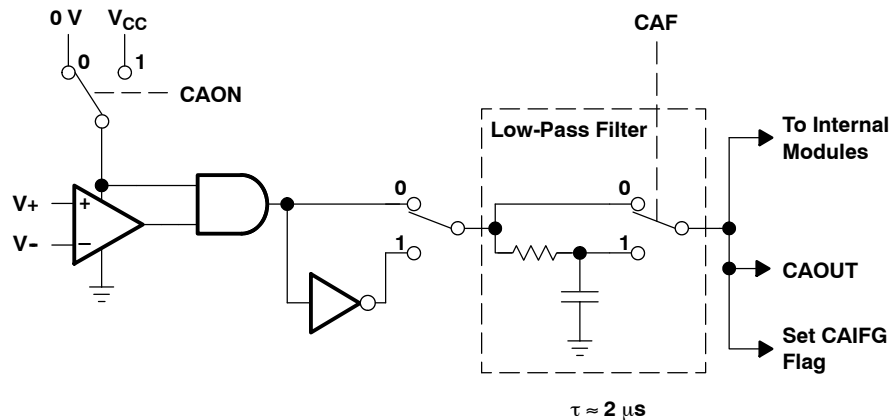 0 V VCC
CAF
0 1
CAON
Low-Pass Filter
To Internal
Modules
V+ +
0
0
V- −
1
1
CAOUT
Set CAIFG
Flag
τ ≈ 2 μs